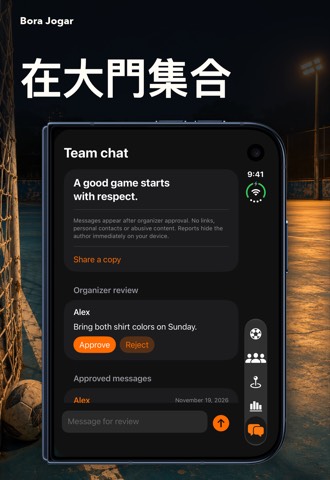 Bora Jogar
在大門集合
Team chat
9:41
A good game starts
with respect.
Messages appear after organizer approval. No links,
personal contacts or abusive content. Reports hide the
author immediately on your device.
Share a copy
Organizer review
Alex
Bring both shirt colors on Sunday.
Approve
Reject
Approved messages
Alex
November 19, 2026
Message for review